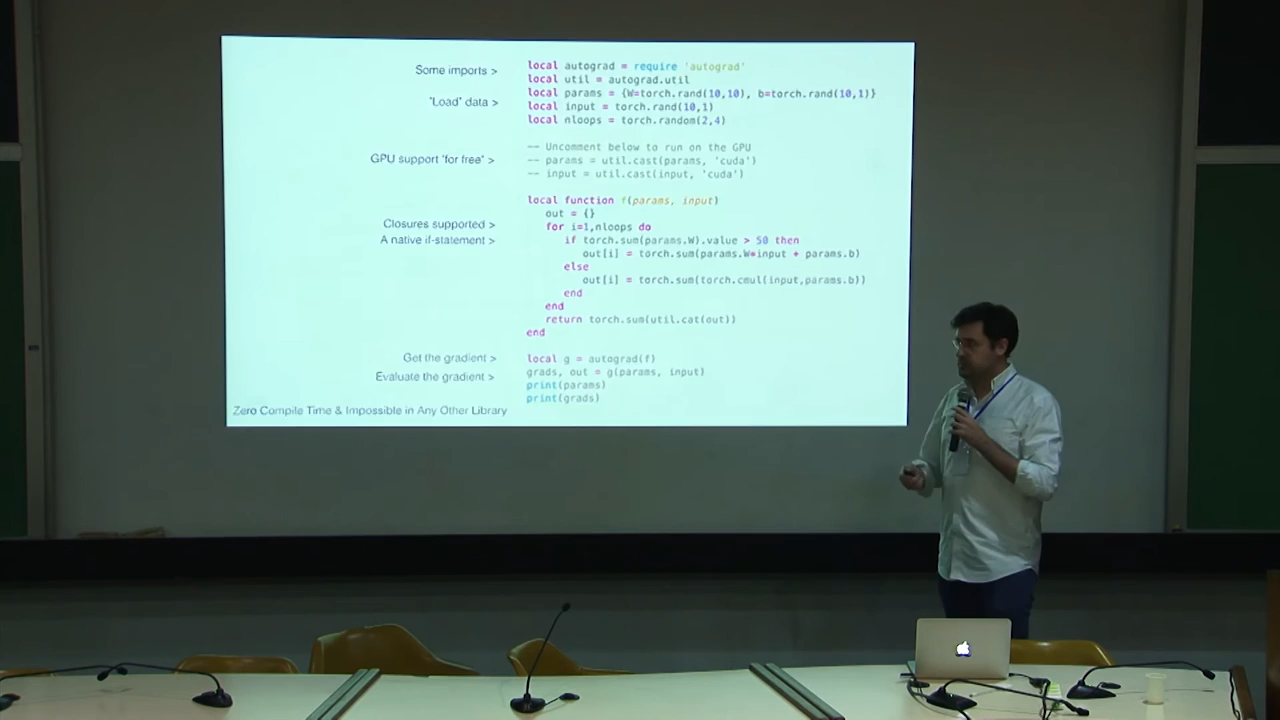 Some imports >
"Load" data >
GPU support "for free" >
Closures supported >
A native if-statement >
Get the gradient >
Evaluate the gradient >
Zero Compile Time & Impossible in Any Other Library
local autograd = require 'autograd'
local util = autograd.util
local params = {W=torch.rand(10,10), b=torch.rand(10,1)}
local input = torch.rand(10,1)
local nloops = torch.random(2,4)
-- Uncomment below to run on the GPU
-- params = util.cast(params, 'cuda')
-- input = util.cast(input, 'cuda')
local function f(params, input)
out = {}
for i=1,nloops do
if torch.sum(params.W).value > 50 then
out[i] = torch.sum(params.W*input + params.b)
else
out[i] = torch.sum(torch.cmul(input,params.b))
end
end
return torch.sum(util.cat(out))
end
local g = autograd(f)
grads, out = g(params, input)
print(params)
print(grads)